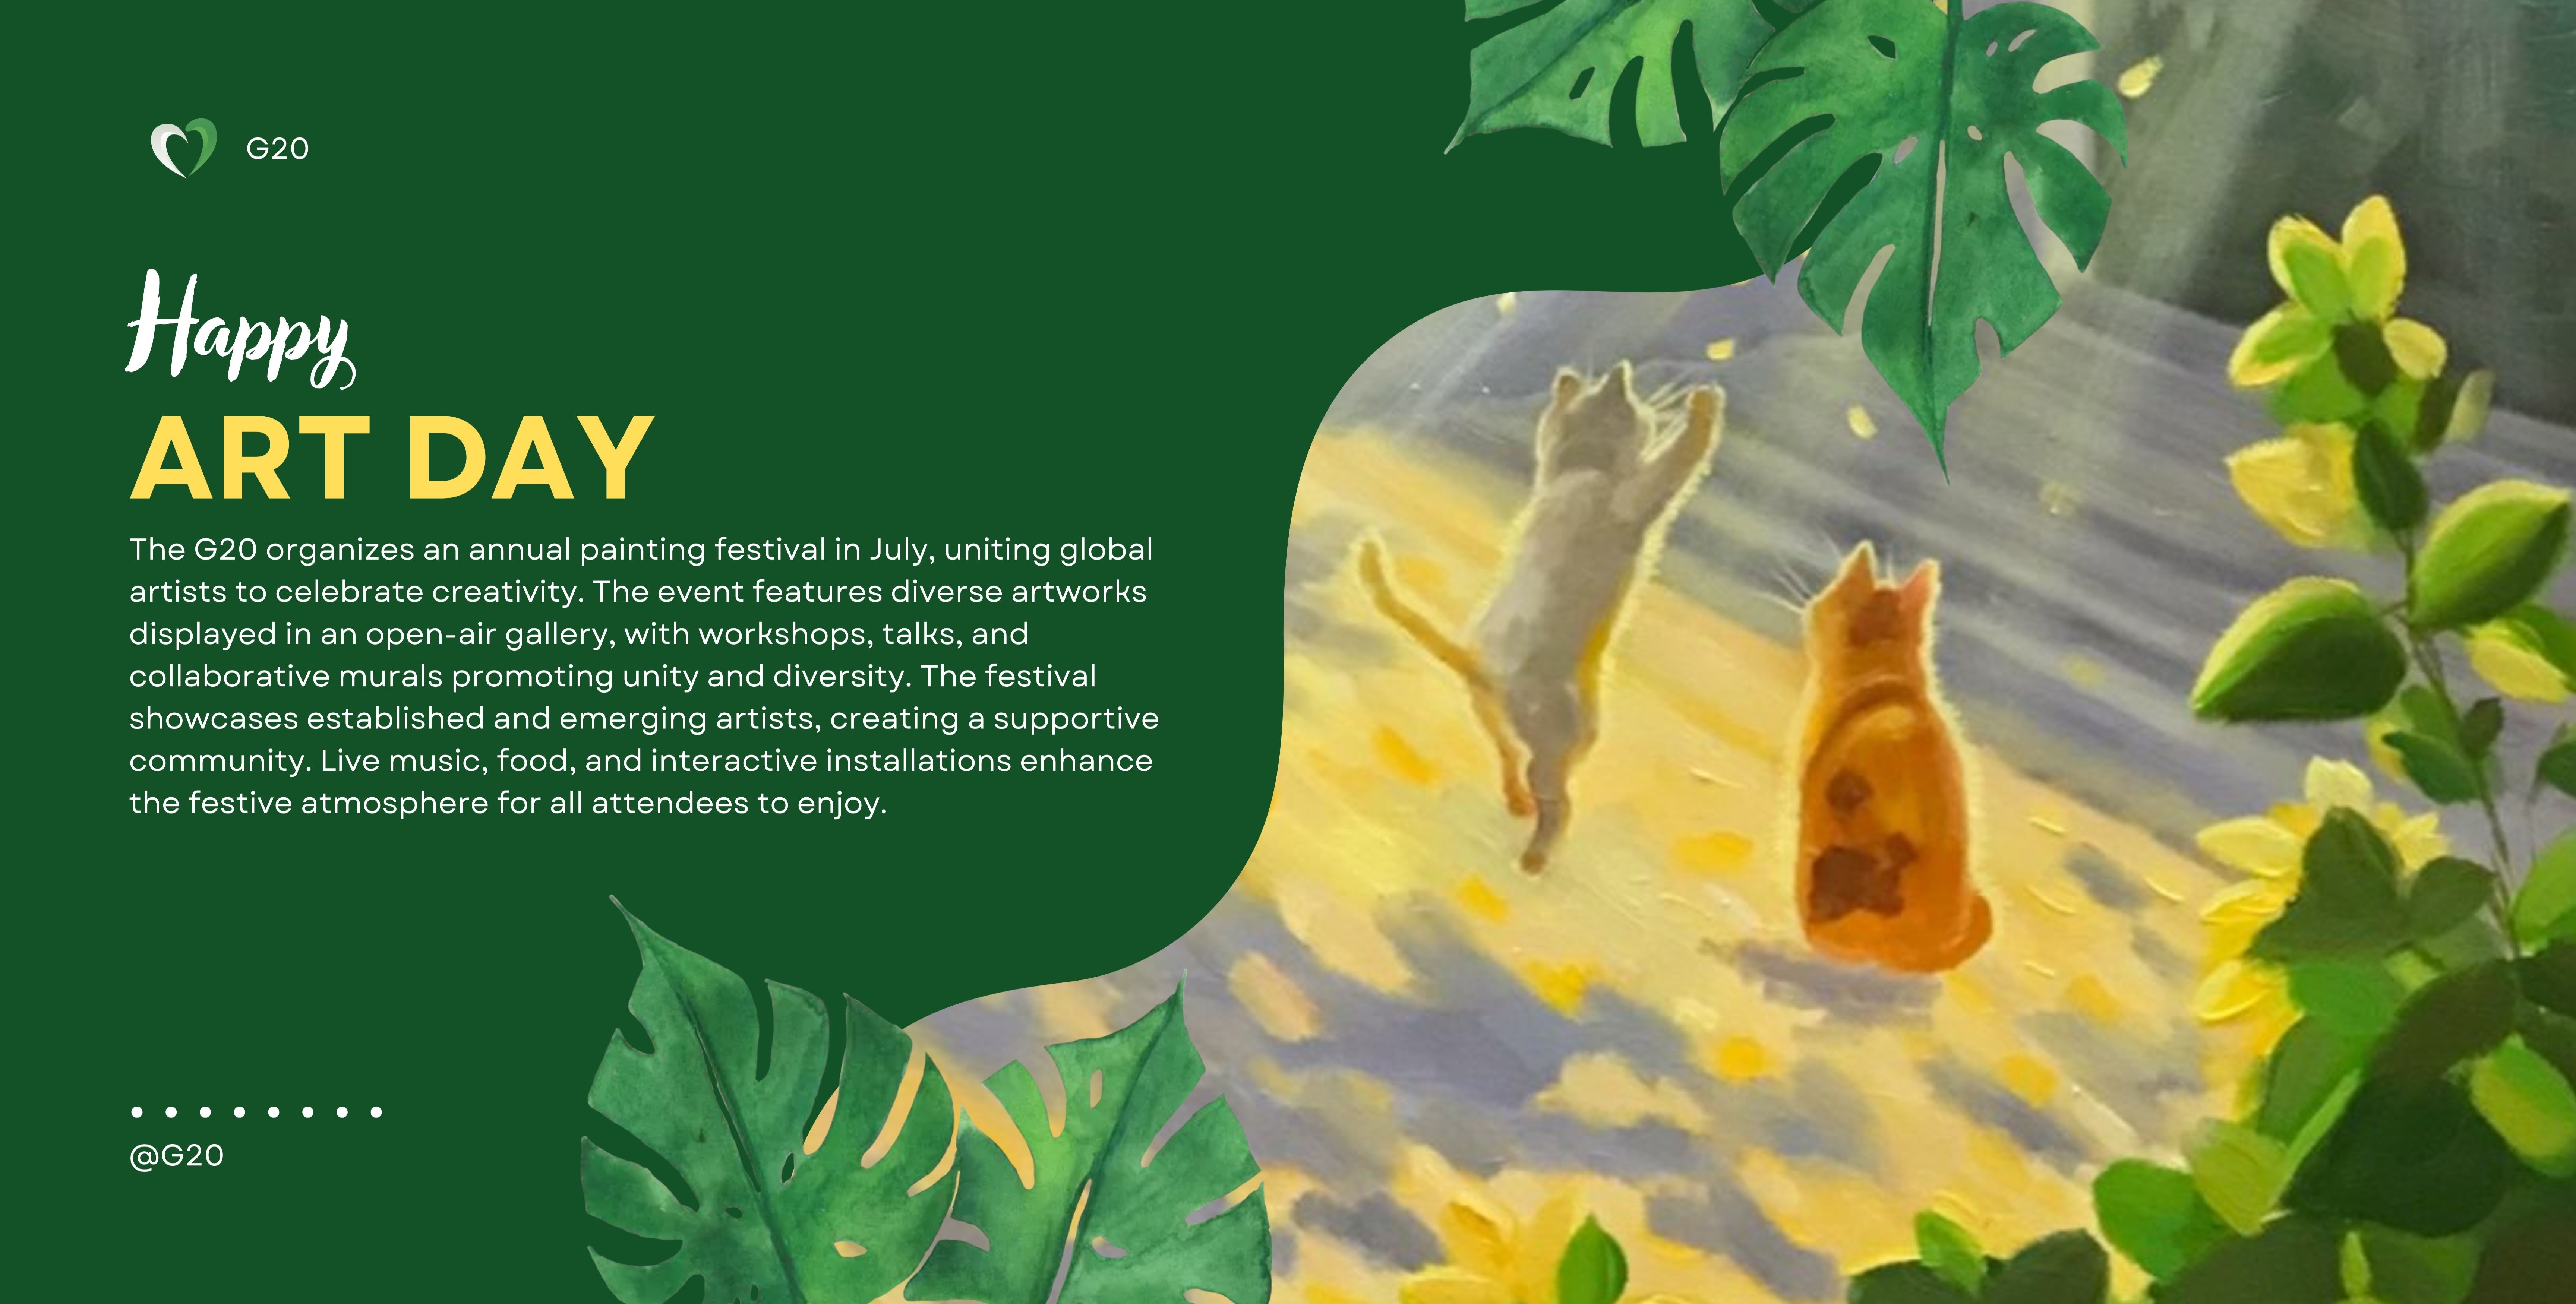 G20
Happy
ART DAY
The G20 organizes an annual painting festival in July, uniting global
artists to celebrate creativity. The event features diverse artworks
displayed in an open-air gallery, with workshops, talks, and
collaborative murals promoting unity and diversity. The festival
showcases established and emerging artists, creating a supportive
community. Live music, food, and interactive installations enhance
the festive atmosphere for all attendees to enjoy.
@G20